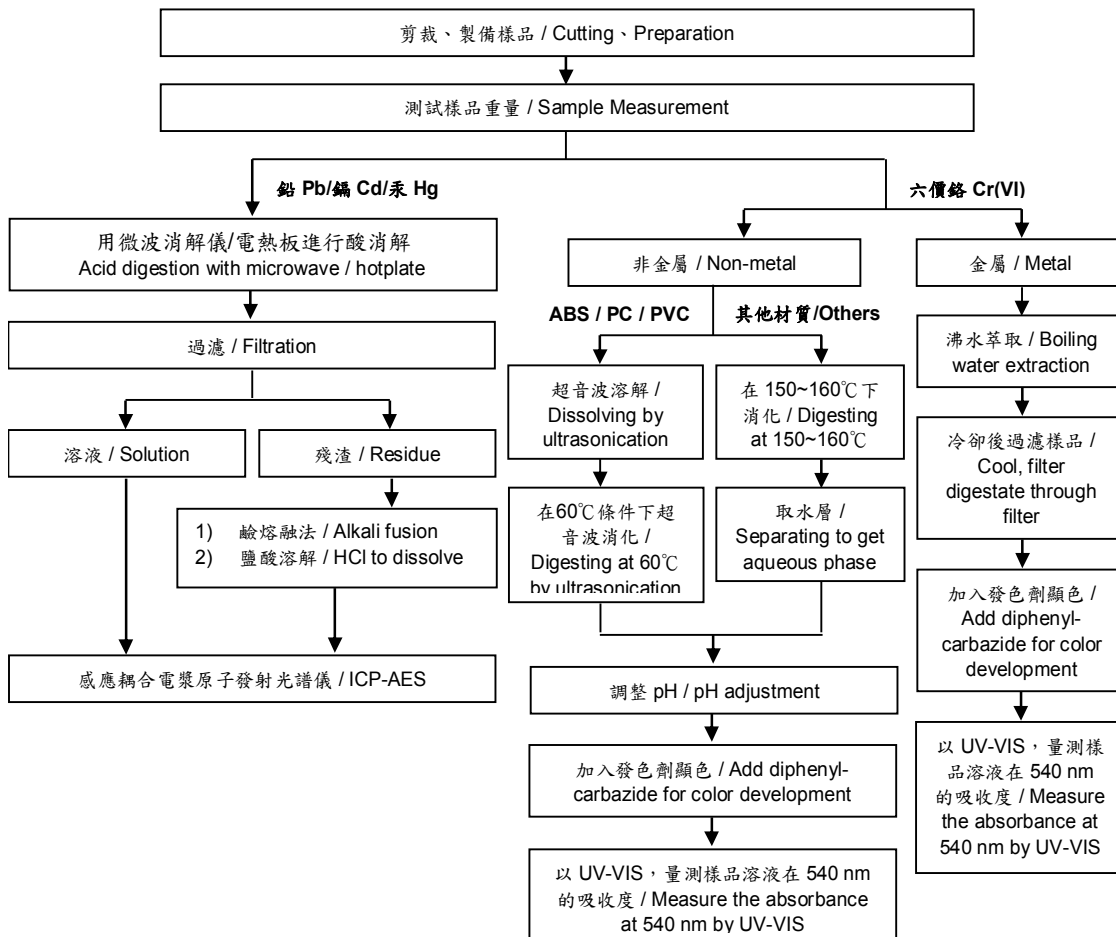 剪裁、製備樣品 / Cutting、Preparation
測試樣品重量 / Sample Measurement
鉛 Pb/鎘 Cd/汞 Hg
六價鉻 Cr(VI)
用微波消解儀/電熱板進行酸消解
Acid digestion with microwave / hotplate
過濾 / Filtration
溶液 / Solution
殘渣 / Residue
1) 鹼熔融法 / Alkali fusion
2) 鹽酸溶解 / HCl to dissolve
感應耦合電漿原子發射光譜儀 / ICP-AES
非金屬 / Non-metal
ABS / PC / PVC
其他材質/Others
超音波溶解 /
Dissolving by
ultrasonication
在60℃條件下超
音波消化 /
Digesting at 60℃
by ultrasonication
在 150~160℃下
消化 / Digesting
at 150~160℃
取水層 /
Separating to get
aqueous phase
調整 pH / pH adjustment
加入發色劑顯色 / Add diphenyl-
carbazide for color development
以 UV-VIS，量測樣品溶液在 540 nm
的吸收度 / Measure the absorbance
at 540 nm by UV-VIS
金屬 / Metal
沸水萃取 / Boiling
water extraction
冷卻後過濾樣品 /
Cool, filter
digestate through
filter
加入發色劑顯色 /
Add diphenyl-
carbazide for color
development
以 UV-VIS，量測樣
品溶液在 540 nm
的吸收度 / Measure
the absorbance at
540 nm by UV-VIS